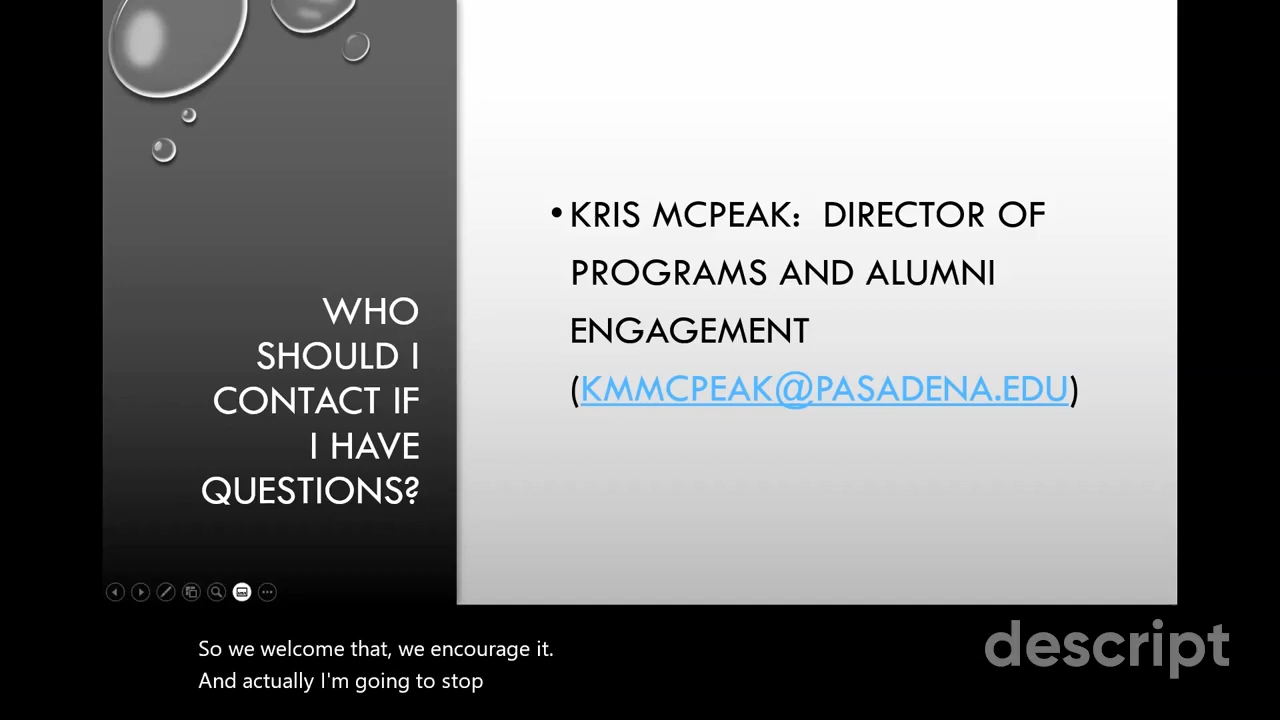 WHO
SHOULD I
CONTACT IF
I HAVE
QUESTIONS?
• KRIS MCPEAK:  DIRECTOR OF
PROGRAMS AND ALUMNI
ENGAGEMENT
(KMMCPEAK@PASADENA.EDU)
So we welcome that, we encourage it.
And actually I'm going to stop
descript